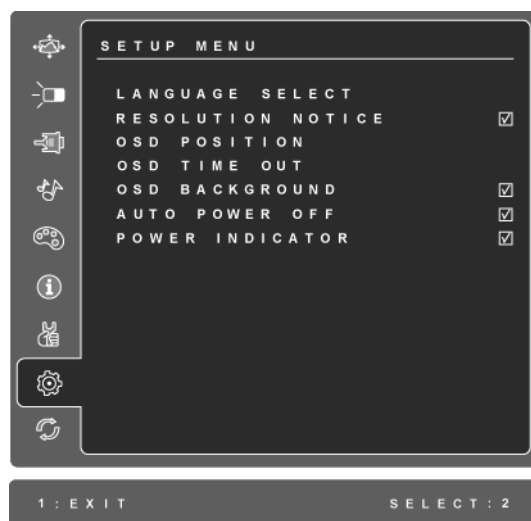 SETUP MENU
LANGUAGE SELECT
RESOLUTION NOTICE
OSD POSITION
OSD TIME OUT
OSD BACKGROUND
AUTO POWER OFF
POWER INDICATOR
1:EXIT SELECT:2